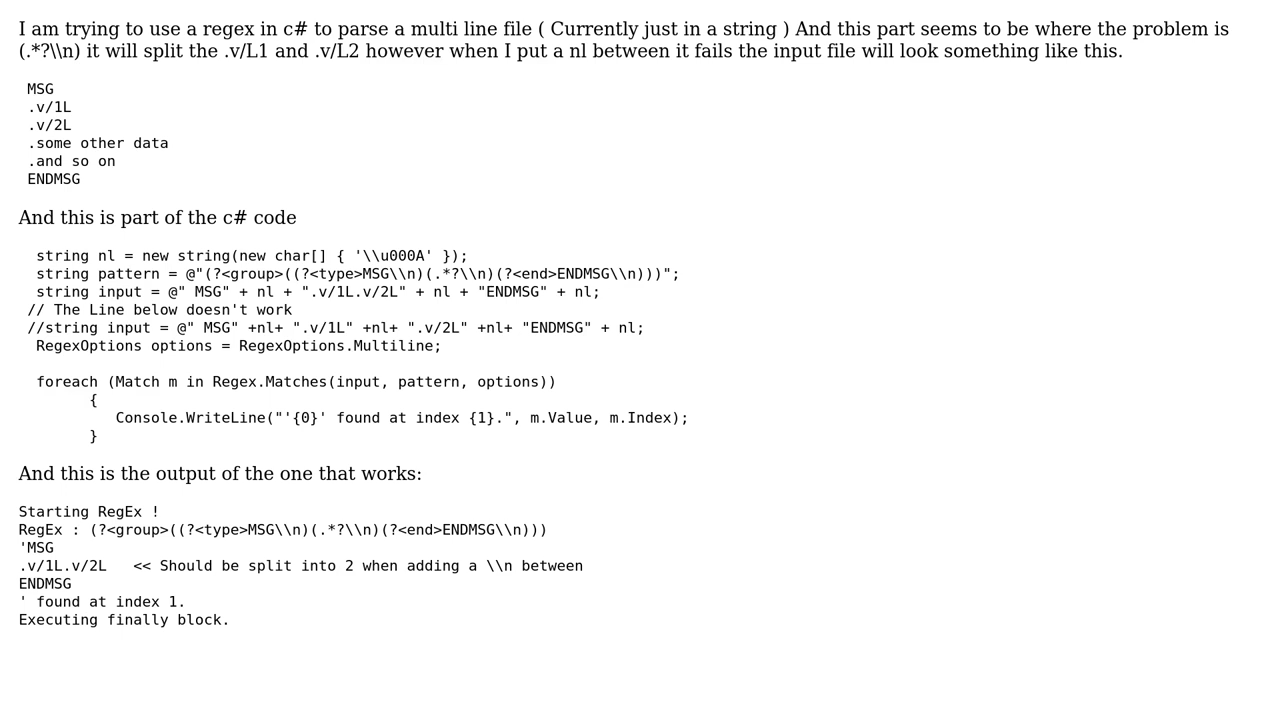 I am trying to use a regex in c# to parse a multi line file ( Currently just in a string ) And this part seems to be where the problem is
(.*?\\n) it will split the .v/L1 and .v/L2 however when I put a nl between it fails the input file will look something like this.
MSG
.v/1L
.v/2L
.some other data
.and so on
ENDMSG
And this is part of the c# code
string nl = new string(new char[] { '\\u000A' });
string pattern = @"(?<group>((?<type>MSG\\n)(.*?\\n)(?<end>ENDMSG\\n)))";
string input = @" MSG" + nl + ".v/1L.v/2L" + nl + "ENDMSG" + nl;
// The Line below doesn't work
//string input = @" MSG" +nl+ ".v/1L" +nl+ ".v/2L" +nl+ "ENDMSG" + nl;
RegexOptions options = RegexOptions.Multiline;
foreach (Match m in Regex.Matches(input, pattern, options))
{
Console.WriteLine("'{0}' found at index {1}.", m.Value, m.Index);
}
And this is the output of the one that works:
Starting RegEx !
RegEx : (?<group>((?<type>MSG\\n)(.*?\\n)(?<end>ENDMSG\\n)))
'MSG
.v/1L.v/2L   << Should be split into 2 when adding a \\n between
ENDMSG
' found at index 1.
Executing finally block.